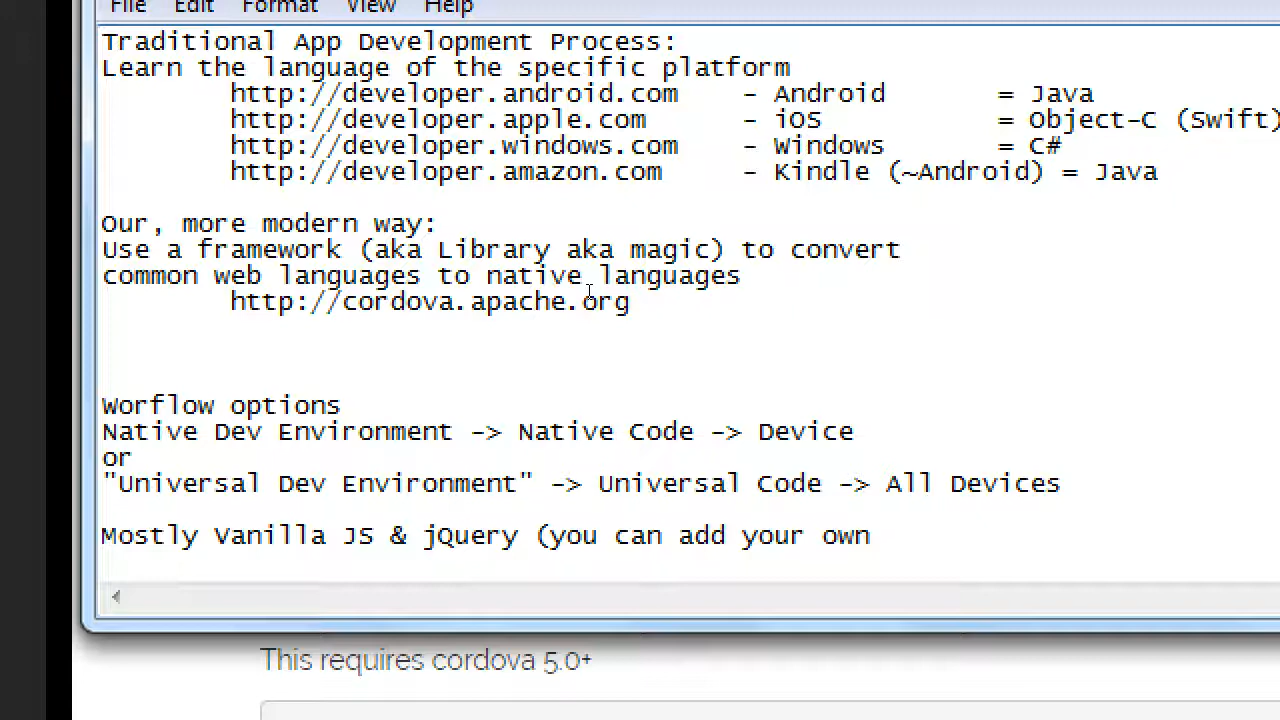 File Edit Format View Help
Traditional App Development Process:
Learn the language of the specific platform
http://developer.android.com - Android = Java
http://developer.apple.com - iOS = Object-C (Swift)
http://developer.windows.com - Windows = C#
http://developer.amazon.com - Kindle (~Android) = Java
Our, more modern way:
Use a framework (aka Library aka magic) to convert
common web languages to native languages
http://cordova.apache.org
Worflow options
Native Dev Environment -> Native Code -> Device
or
"Universal Dev Environment" -> Universal Code -> All Devices
Mostly Vanilla JS & jQuery (you can add your own
This requires cordova 5.0+